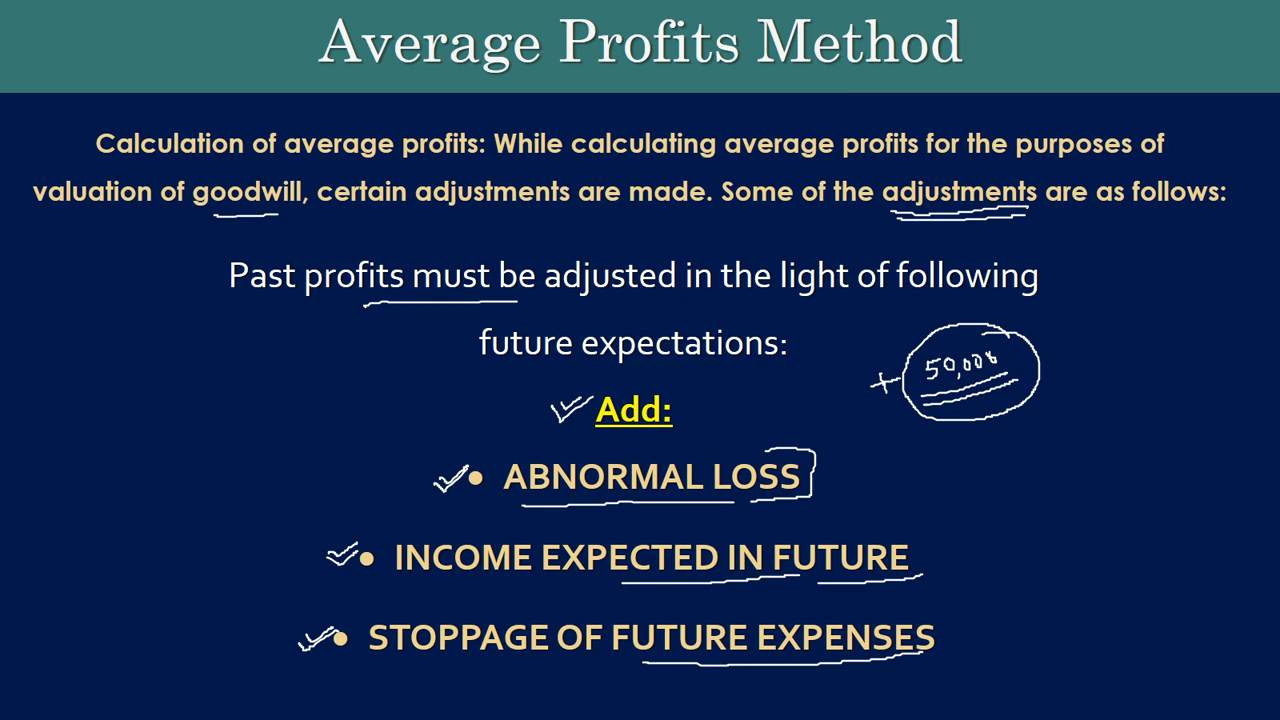 Average Profits Method
Calculation of average profits: While calculating average profits for the purposes of
valuation of goodwill, certain adjustments are made. Some of the adjustments are as follows:
Past profits must be adjusted in the light of following
future expectations:
+ 50,000
Add:
• ABNORMAL LOSS
• INCOME EXPECTED IN FUTURE
• STOPPAGE OF FUTURE EXPENSES